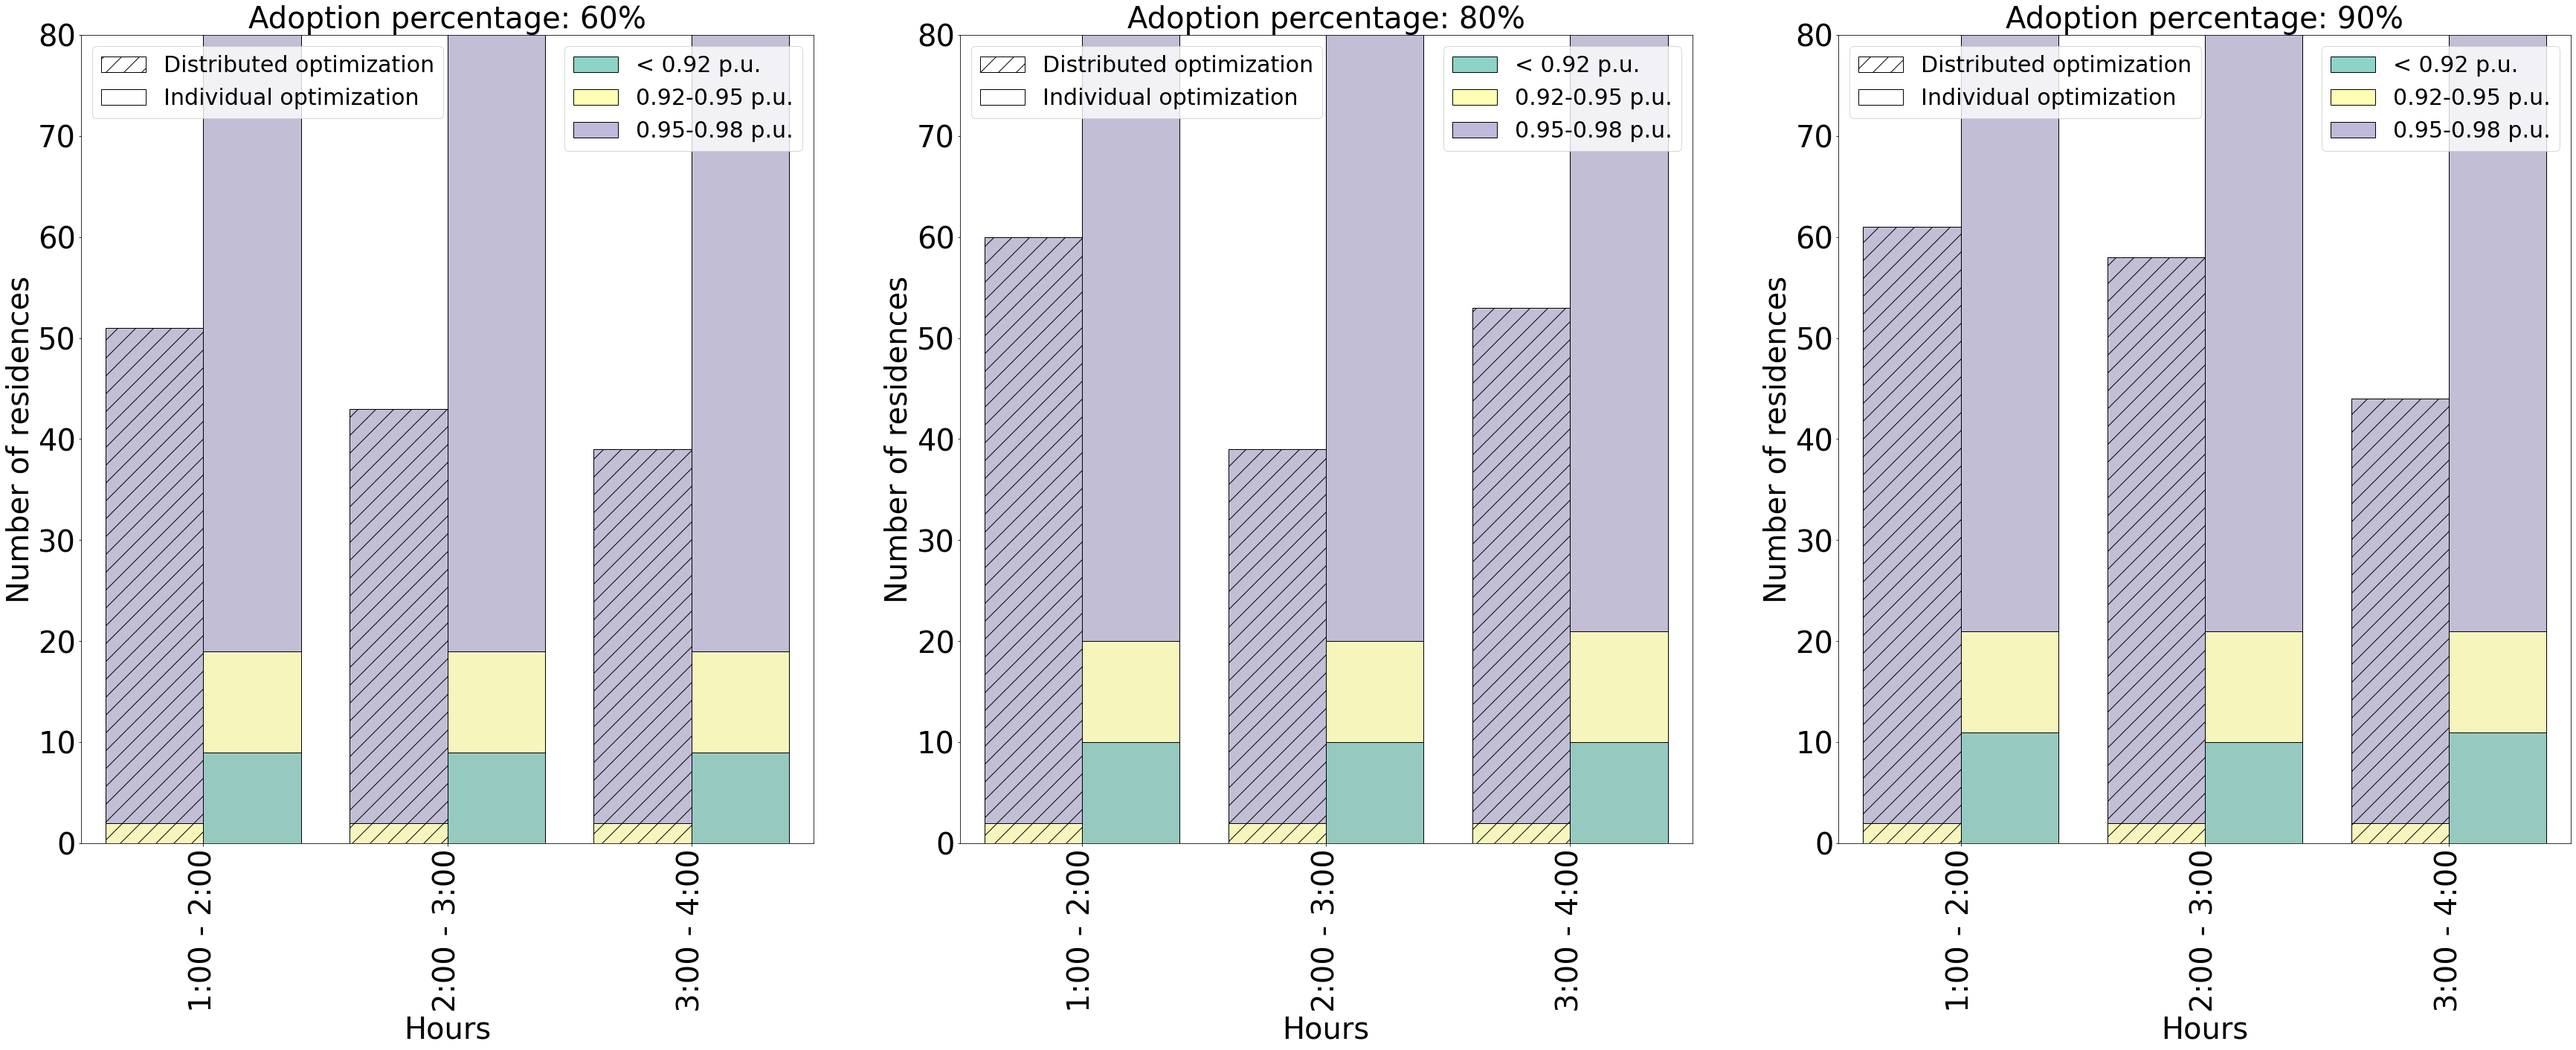 Adoption percentage: 60%
80
70
60
50
40
30
20
10
0
Number of residences
Distributed optimization
Individual optimization
< 0.92 p.u.
0.92-0.95 p.u.
0.95-0.98 p.u.
1:00 - 2:00
2:00 - 3:00
3:00 - 4:00
Hours
Adoption percentage: 80%
80
70
60
50
40
30
20
10
0
Number of residences
Distributed optimization
Individual optimization
< 0.92 p.u.
0.92-0.95 p.u.
0.95-0.98 p.u.
1:00 - 2:00
2:00 - 3:00
3:00 - 4:00
Hours
Adoption percentage: 90%
80
70
60
50
40
30
20
10
0
Number of residences
Distributed optimization
Individual optimization
< 0.92 p.u.
0.92-0.95 p.u.
0.95-0.98 p.u.
1:00 - 2:00
2:00 - 3:00
3:00 - 4:00
Hours